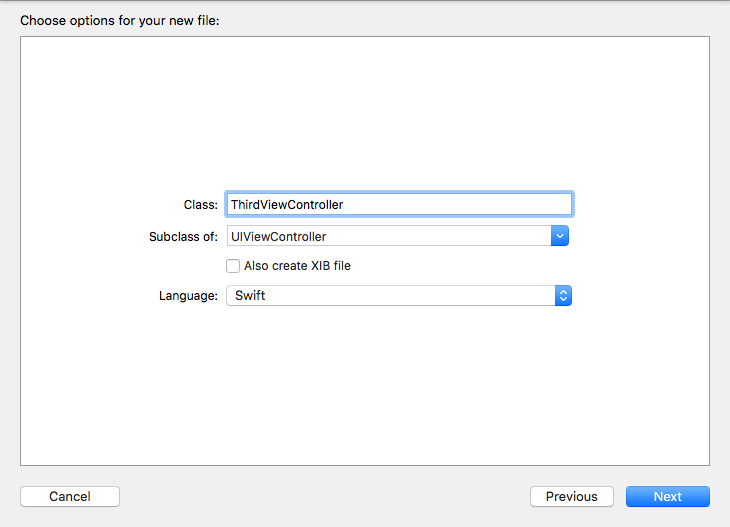 Choose options for your new file:
Class: ThirdViewController
Subclass of: UIViewController
Also create XIB file
Language: Swift
Cancel Previous Next